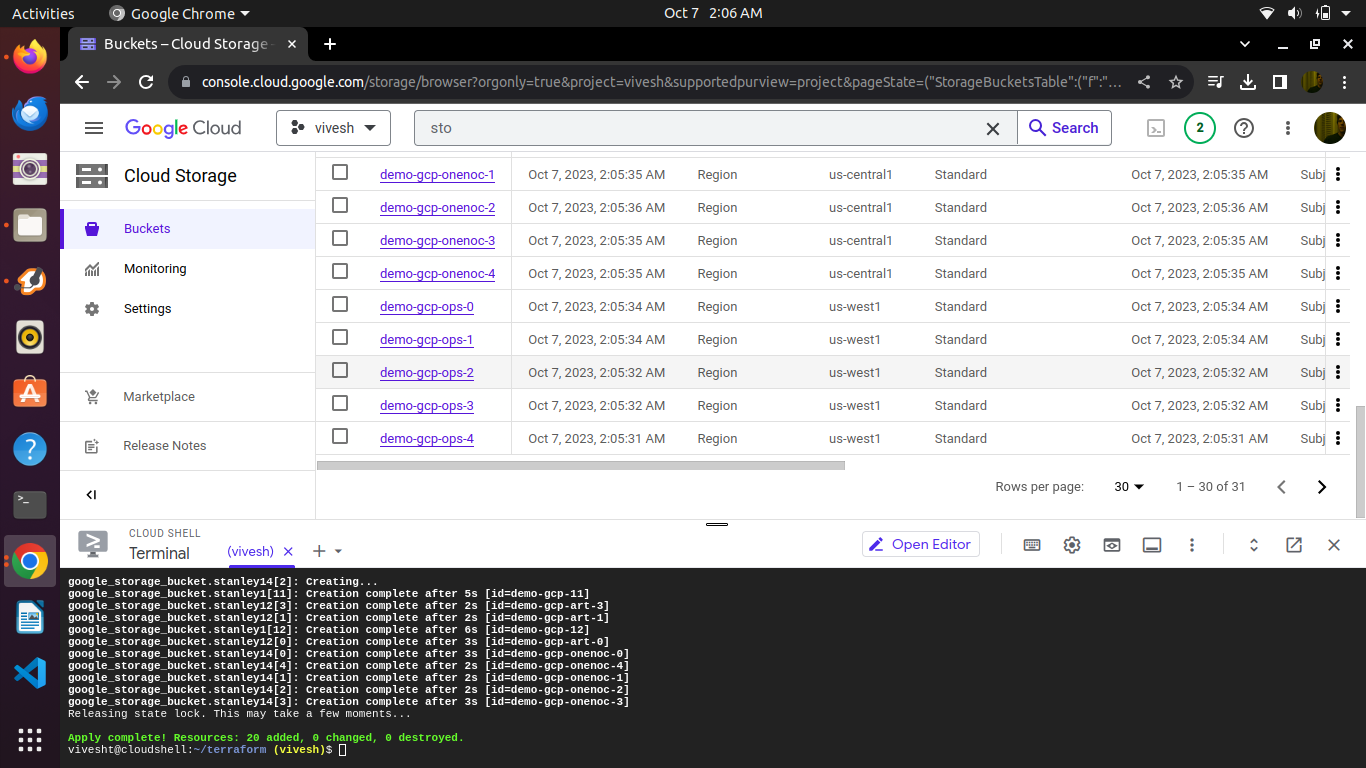 Activities Google Chrome Oct 7 2:06 AM
Buckets – Cloud Storage -
console.cloud.google.com/storage/browser?orgonly=true&project=vivesh&supportedpurview=project&pageState=("StorageBucketsTable":("f":"...
Google Cloud vivesh sto Search 2
Cloud Storage
Buckets
Monitoring
Settings
Marketplace
Release Notes
demo-gcp-onenoc-1 Oct 7, 2023, 2:05:35 AM Region us-central1 Standard Oct 7, 2023, 2:05:35 AM Subj
demo-gcp-onenoc-2 Oct 7, 2023, 2:05:36 AM Region us-central1 Standard Oct 7, 2023, 2:05:36 AM Subj
demo-gcp-onenoc-3 Oct 7, 2023, 2:05:35 AM Region us-central1 Standard Oct 7, 2023, 2:05:35 AM Subj
demo-gcp-onenoc-4 Oct 7, 2023, 2:05:35 AM Region us-central1 Standard Oct 7, 2023, 2:05:35 AM Subj
demo-gcp-ops-0 Oct 7, 2023, 2:05:34 AM Region us-west1 Standard Oct 7, 2023, 2:05:34 AM Subj
demo-gcp-ops-1 Oct 7, 2023, 2:05:34 AM Region us-west1 Standard Oct 7, 2023, 2:05:34 AM Subj
demo-gcp-ops-2 Oct 7, 2023, 2:05:32 AM Region us-west1 Standard Oct 7, 2023, 2:05:32 AM Subj
demo-gcp-ops-3 Oct 7, 2023, 2:05:32 AM Region us-west1 Standard Oct 7, 2023, 2:05:32 AM Subj
demo-gcp-ops-4 Oct 7, 2023, 2:05:31 AM Region us-west1 Standard Oct 7, 2023, 2:05:31 AM Subj
Rows per page: 30 1 – 30 of 31
CLOUD SHELL
Terminal (vivesh) Open Editor
google_storage_bucket.stanley14[2]: Creating...
google_storage_bucket.stanley1[11]: Creation complete after 5s [id=demo-gcp-11]
google_storage_bucket.stanley12[3]: Creation complete after 2s [id=demo-gcp-art-3]
google_storage_bucket.stanley12[1]: Creation complete after 2s [id=demo-gcp-art-1]
google_storage_bucket.stanley1[12]: Creation complete after 6s [id=demo-gcp-12]
google_storage_bucket.stanley12[0]: Creation complete after 3s [id=demo-gcp-art-0]
google_storage_bucket.stanley14[0]: Creation complete after 3s [id=demo-gcp-onenoc-0]
google_storage_bucket.stanley14[4]: Creation complete after 2s [id=demo-gcp-onenoc-4]
google_storage_bucket.stanley14[1]: Creation complete after 2s [id=demo-gcp-onenoc-1]
google_storage_bucket.stanley14[2]: Creation complete after 2s [id=demo-gcp-onenoc-2]
google_storage_bucket.stanley14[3]: Creation complete after 3s [id=demo-gcp-onenoc-3]
Releasing state lock. This may take a few moments...
Apply complete! Resources: 20 added, 0 changed, 0 destroyed.
vivesht@cloudshell:~/terraform (vivesh)$